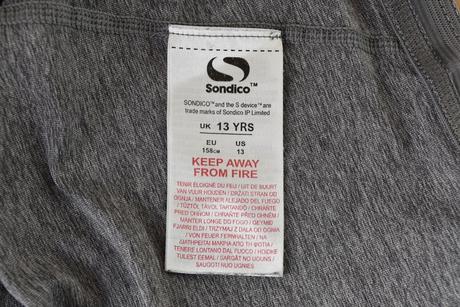 Sondico™
SONDICO™ and the S device™ are
trade marks of Sondico IP Limited
UK 13 YRS
EU US
158CM 13
KEEP AWAY
FROM FIRE
TENIR ÉLOIGNÉ DU FEU / UIT DE BUURT
VAN VUUR HOUDEN / DRŽATI STRAN OD
OGNJA / MANTENER ALEJADO DEL FUEGO
/ TŰZTŐL TÁVOL TARTANDÓ / CHRAŇTE
PŘED OHNOM / CHRAŇTE PŘED OHNĚM
/ MANTER LONGE DO FOGO / GEYMIÐ
FJARRI ELDI / TRZYMAJ Z DALA OD OGNIA
/ VON FEUER FERNHALTEN / NA
ΔΙΑΤΗΡΕΙΤΑΙ ΜΑΚΡΙΑ ΑΠΟ ΤΗ ΦΩΤΙΑ /
TENERE LONTANO DAL FUOCO / HOIDKE
TULEST EEMAL / SARGĀT NO UGUNS /
SAUGOTI NUO UGNIES